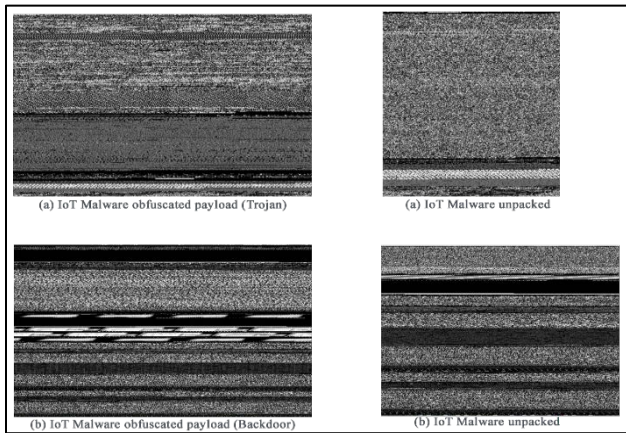 (a) IoT Malware obfuscated payload (Trojan)
(a) IoT Malware unpacked
(b) IoT Malware obfuscated payload (Backdoor)
(b) IoT Malware unpacked